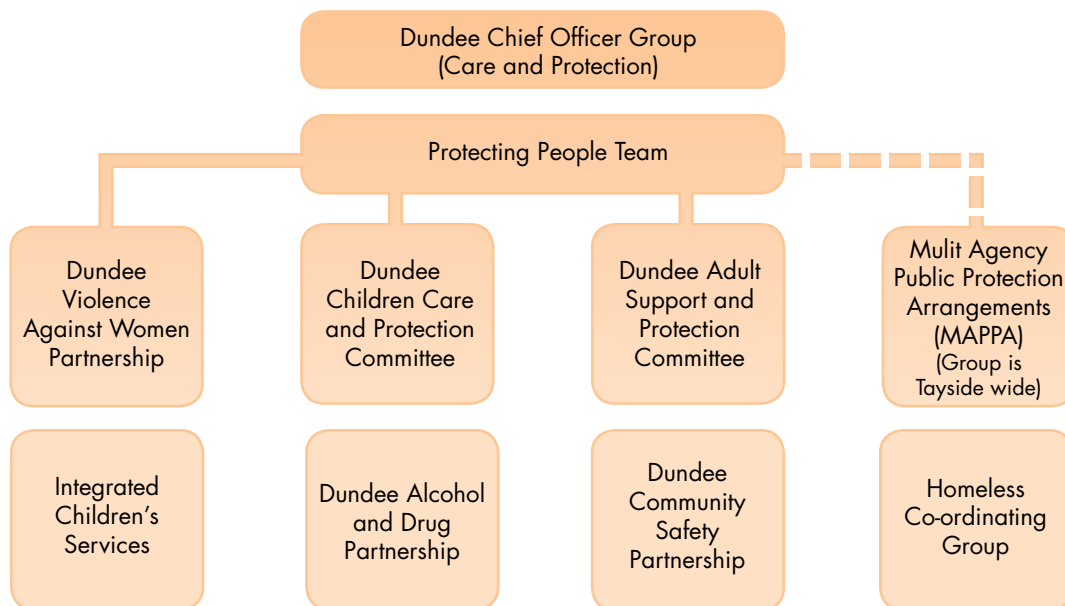 Dundee Chief Officer Group
(Care and Protection)
Protecting People Team
Dundee
Violence
Against Women
Partnership
Dundee
Children Care
and Protection
Committee
Dundee Adult
Support and
Protection
Committee
Mulit Agency
Public Protection
Arrangements
(MAPPA)
(Group is
Tayside wide)
Integrated
Children’s
Services
Dundee Alcohol
and Drug
Partnership
Dundee
Community
Safety
Partnership
Homeless
Co-ordinating
Group